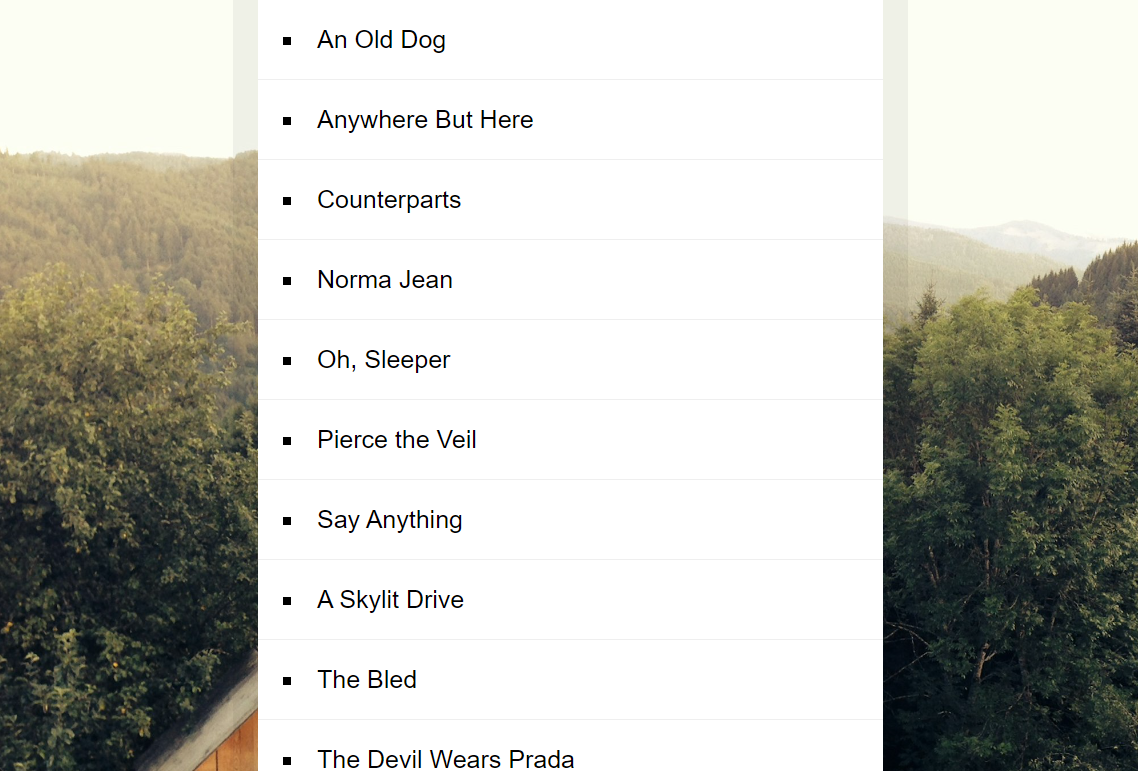 An Old Dog
Anywhere But Here
Counterparts
Norma Jean
Oh, Sleeper
Pierce the Veil
Say Anything
A Skylit Drive
The Bled
The Devil Wears Prada